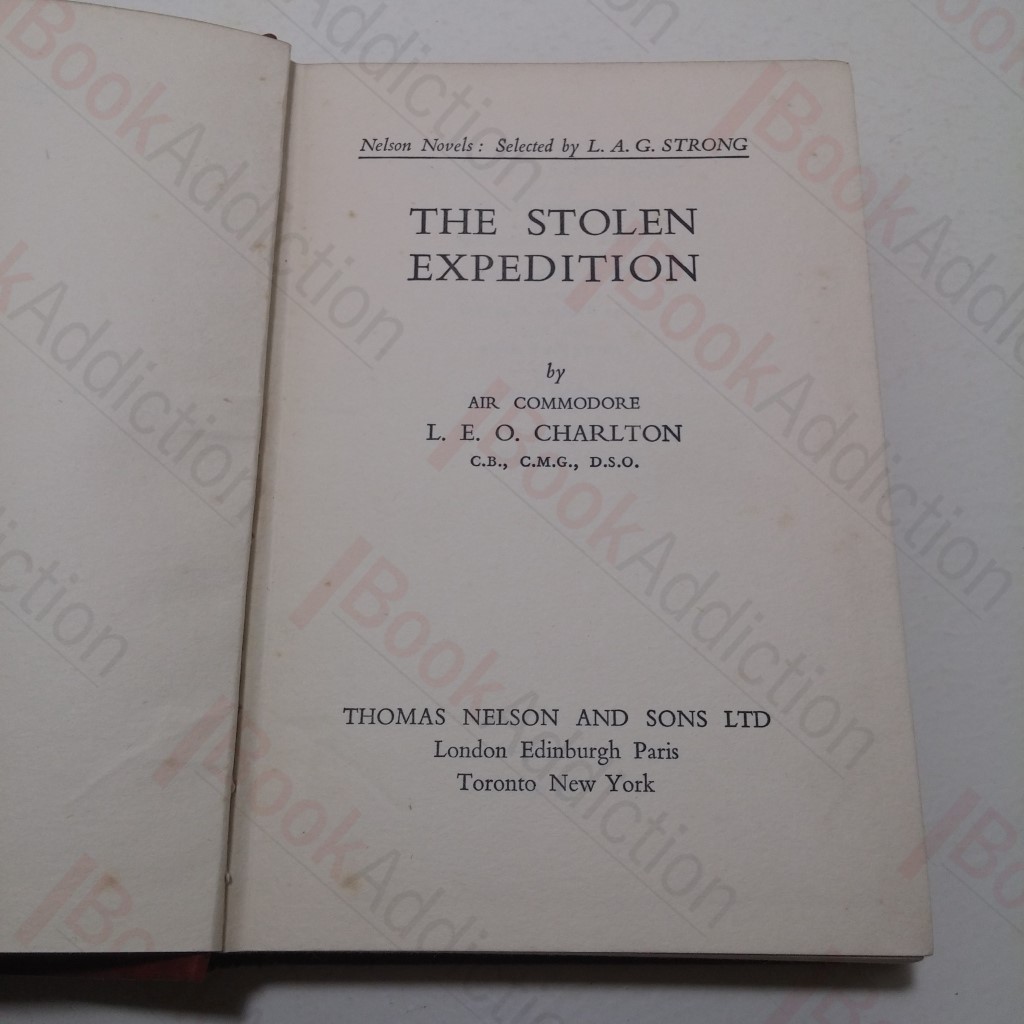 Nelson Novels: Selected by L. A. G. STRONG
THE STOLEN
EXPEDITION
by
AIR COMMODORE
L. E. O. CHARLTON
C.B., C.M.G., D.S.O.
THOMAS NELSON AND SONS LTD
London Edinburgh Paris
Toronto New York
BookAddiction